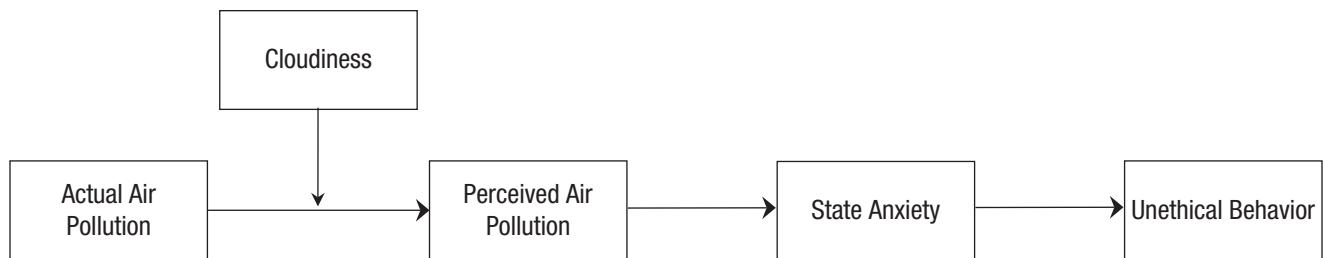 Cloudiness
Actual Air
Pollution
Perceived Air
Pollution
State Anxiety
Unethical Behavior